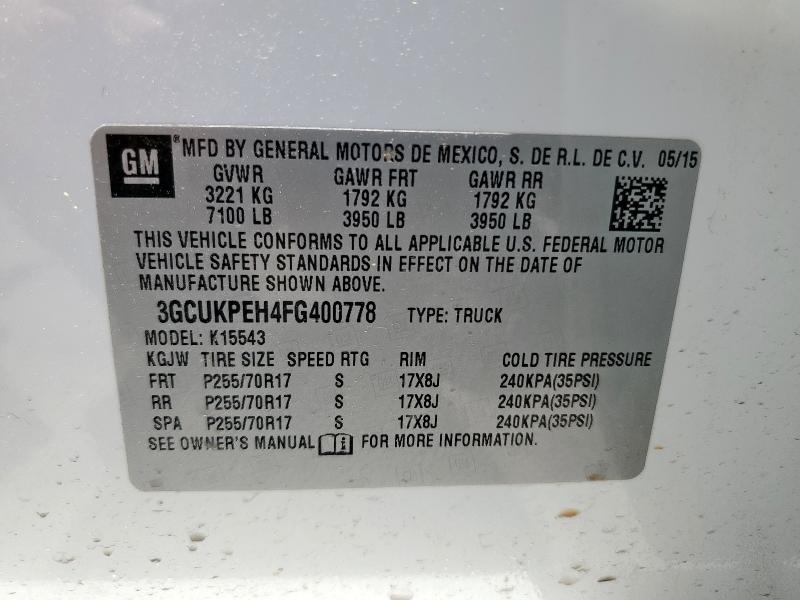 GM ® MFD BY GENERAL MOTORS DE MEXICO, S. DE R.L. DE C.V. 05/15
GVWR GAWR FRT GAWR RR
3221 KG 1792 KG 1792 KG
7100 LB 3950 LB 3950 LB
THIS VEHICLE CONFORMS TO ALL APPLICABLE U.S. FEDERAL MOTOR
VEHICLE SAFETY STANDARDS IN EFFECT ON THE DATE OF
MANUFACTURE SHOWN ABOVE.
3GCUKPEH4FG400778 TYPE: TRUCK
MODEL: K15543
KGJW TIRE SIZE SPEED RTG RIM COLD TIRE PRESSURE
FRT P255/70R17 S 17X8J 240KPA(35PSI)
RR P255/70R17 S 17X8J 240KPA(35PSI)
SPA P255/70R17 S 17X8J 240KPA(35PSI)
SEE OWNER'S MANUAL FOR MORE INFORMATION.